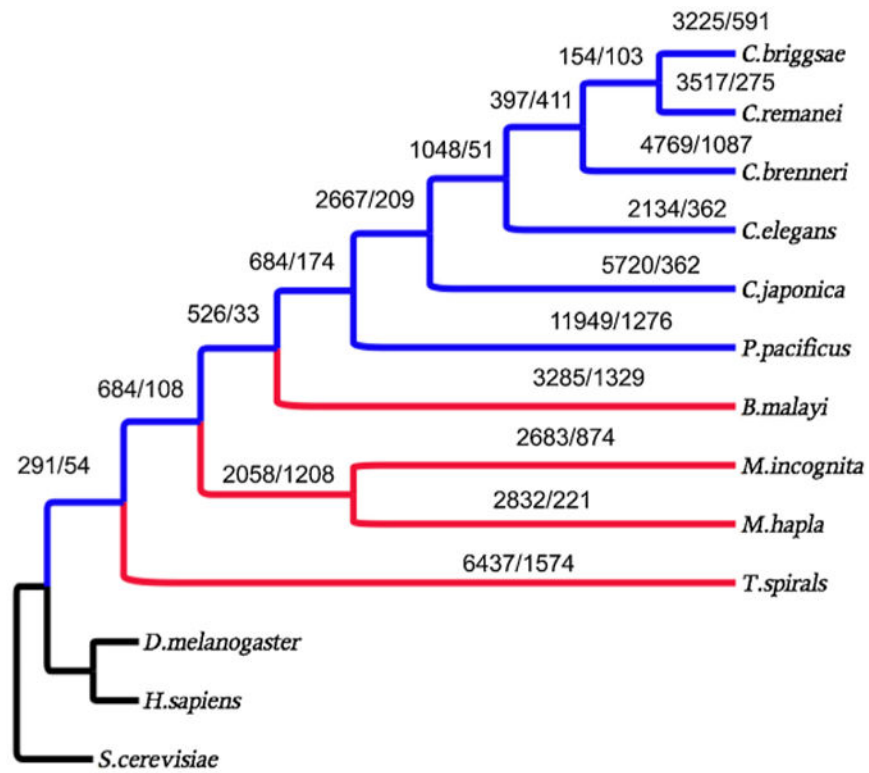 3225/591
154/103
C.briggsae
3517/275
397/411
C.remanei
4769/1087
1048/51
C.brenneri
2667/209
2134/362
C.elegans
684/174
5720/362
C.japonica
526/33
11949/1276
P.pacificus
684/108
3285/1329
B.malayi
2683/874
291/54
2058/1208
M.incognita
2832/221
M.hapla
6437/1574
T.spirals
D.melanogaster
H.sapiens
S.cerevisiae